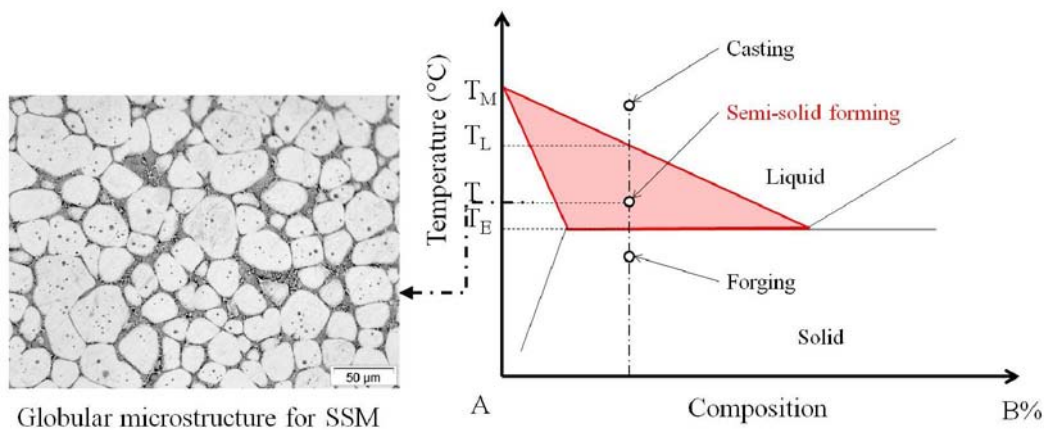 Casting
Semi-solid forming
Liquid
Forging
Solid
Temperature (°C)
T_M
T_L
T
T_E
50 µm
Globular microstructure for SSM
A
Composition
B%